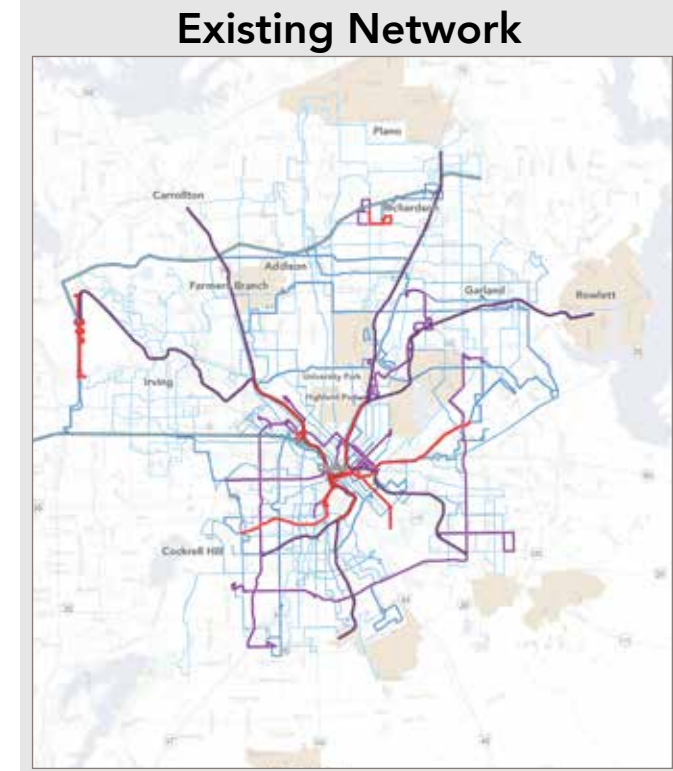 Existing Network
Plano
Carrollton
Richardson
Addison
Farmers Branch
Garland
Rowlett
University Park
Irving
Highland Park
Cockrell Hill